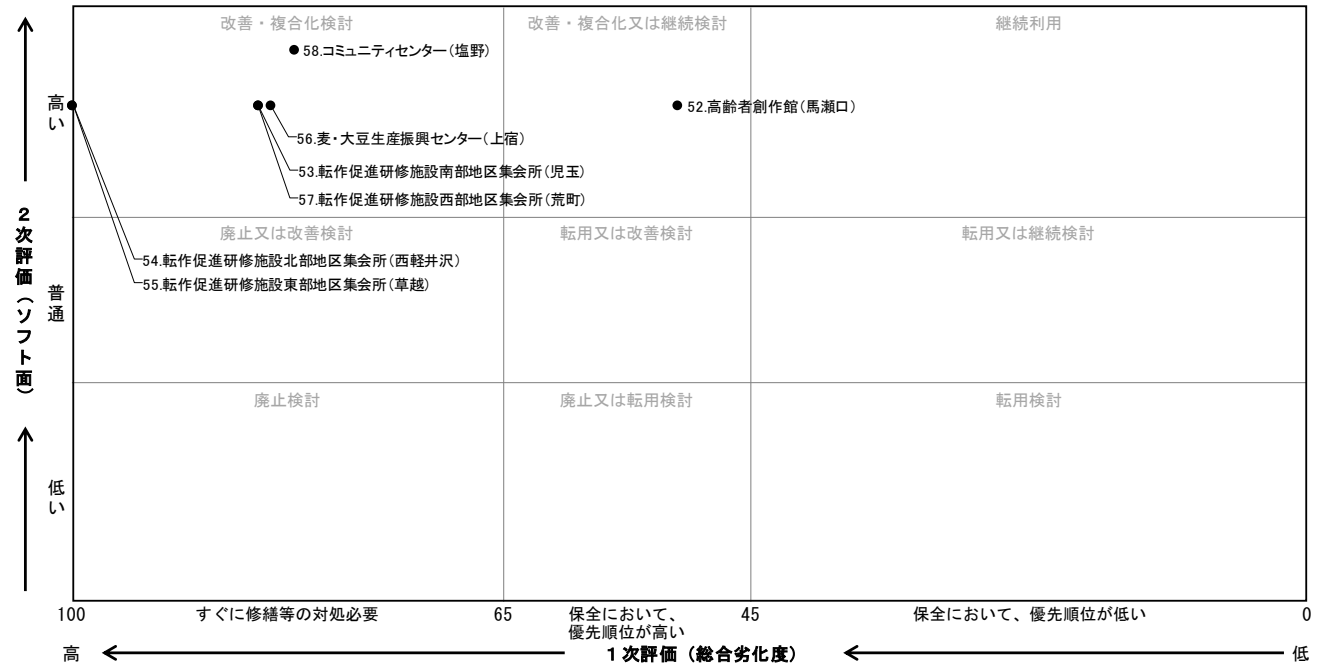 改善・複合化検討
改善・複合化又は継続検討
継続利用
58.コミュニティセンター(塩野)
52.高齢者創作館(馬瀬口)
56.麦・大豆生産振興センター(上宿)
53.転作促進研修施設南部地区集会所(児玉)
57.転作促進研修施設西部地区集会所(荒町)
高い
廃止又は改善検討
転用又は改善検討
転用又は継続検討
54.転作促進研修施設北部地区集会所(西軽井沢)
55.転作促進研修施設東部地区集会所(草越)
普通
2次評価(ソフト面)
廃止検討
廃止又は転用検討
転用検討
低い
100
すぐに修繕等の対処必要
65
保全において、
優先順位が高い
45
保全において、優先順位が低い
0
高
1次評価(総合劣化度)
低